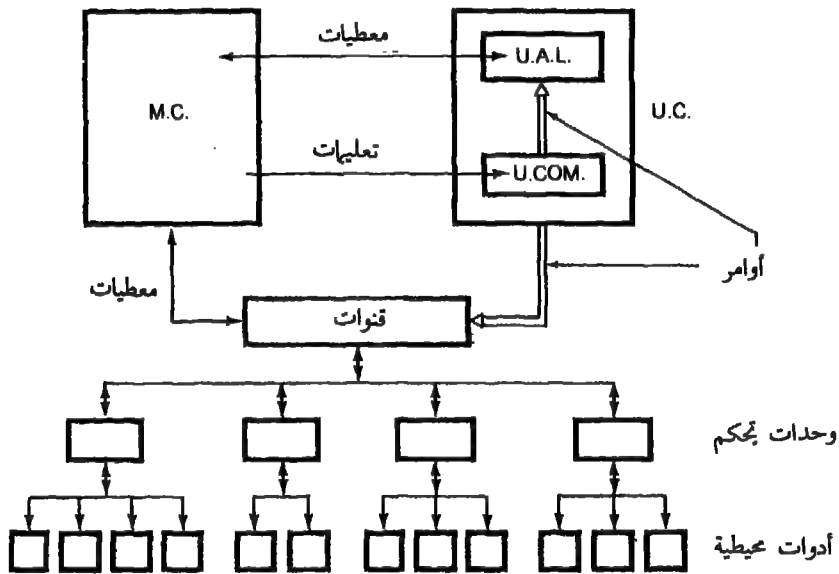 معطيات
U.A.L.
M.C.
U.C.
تعليمات
U.COM.
أوامر
معطيات
قنوات
وحدات تحكم
أدوات محيطية